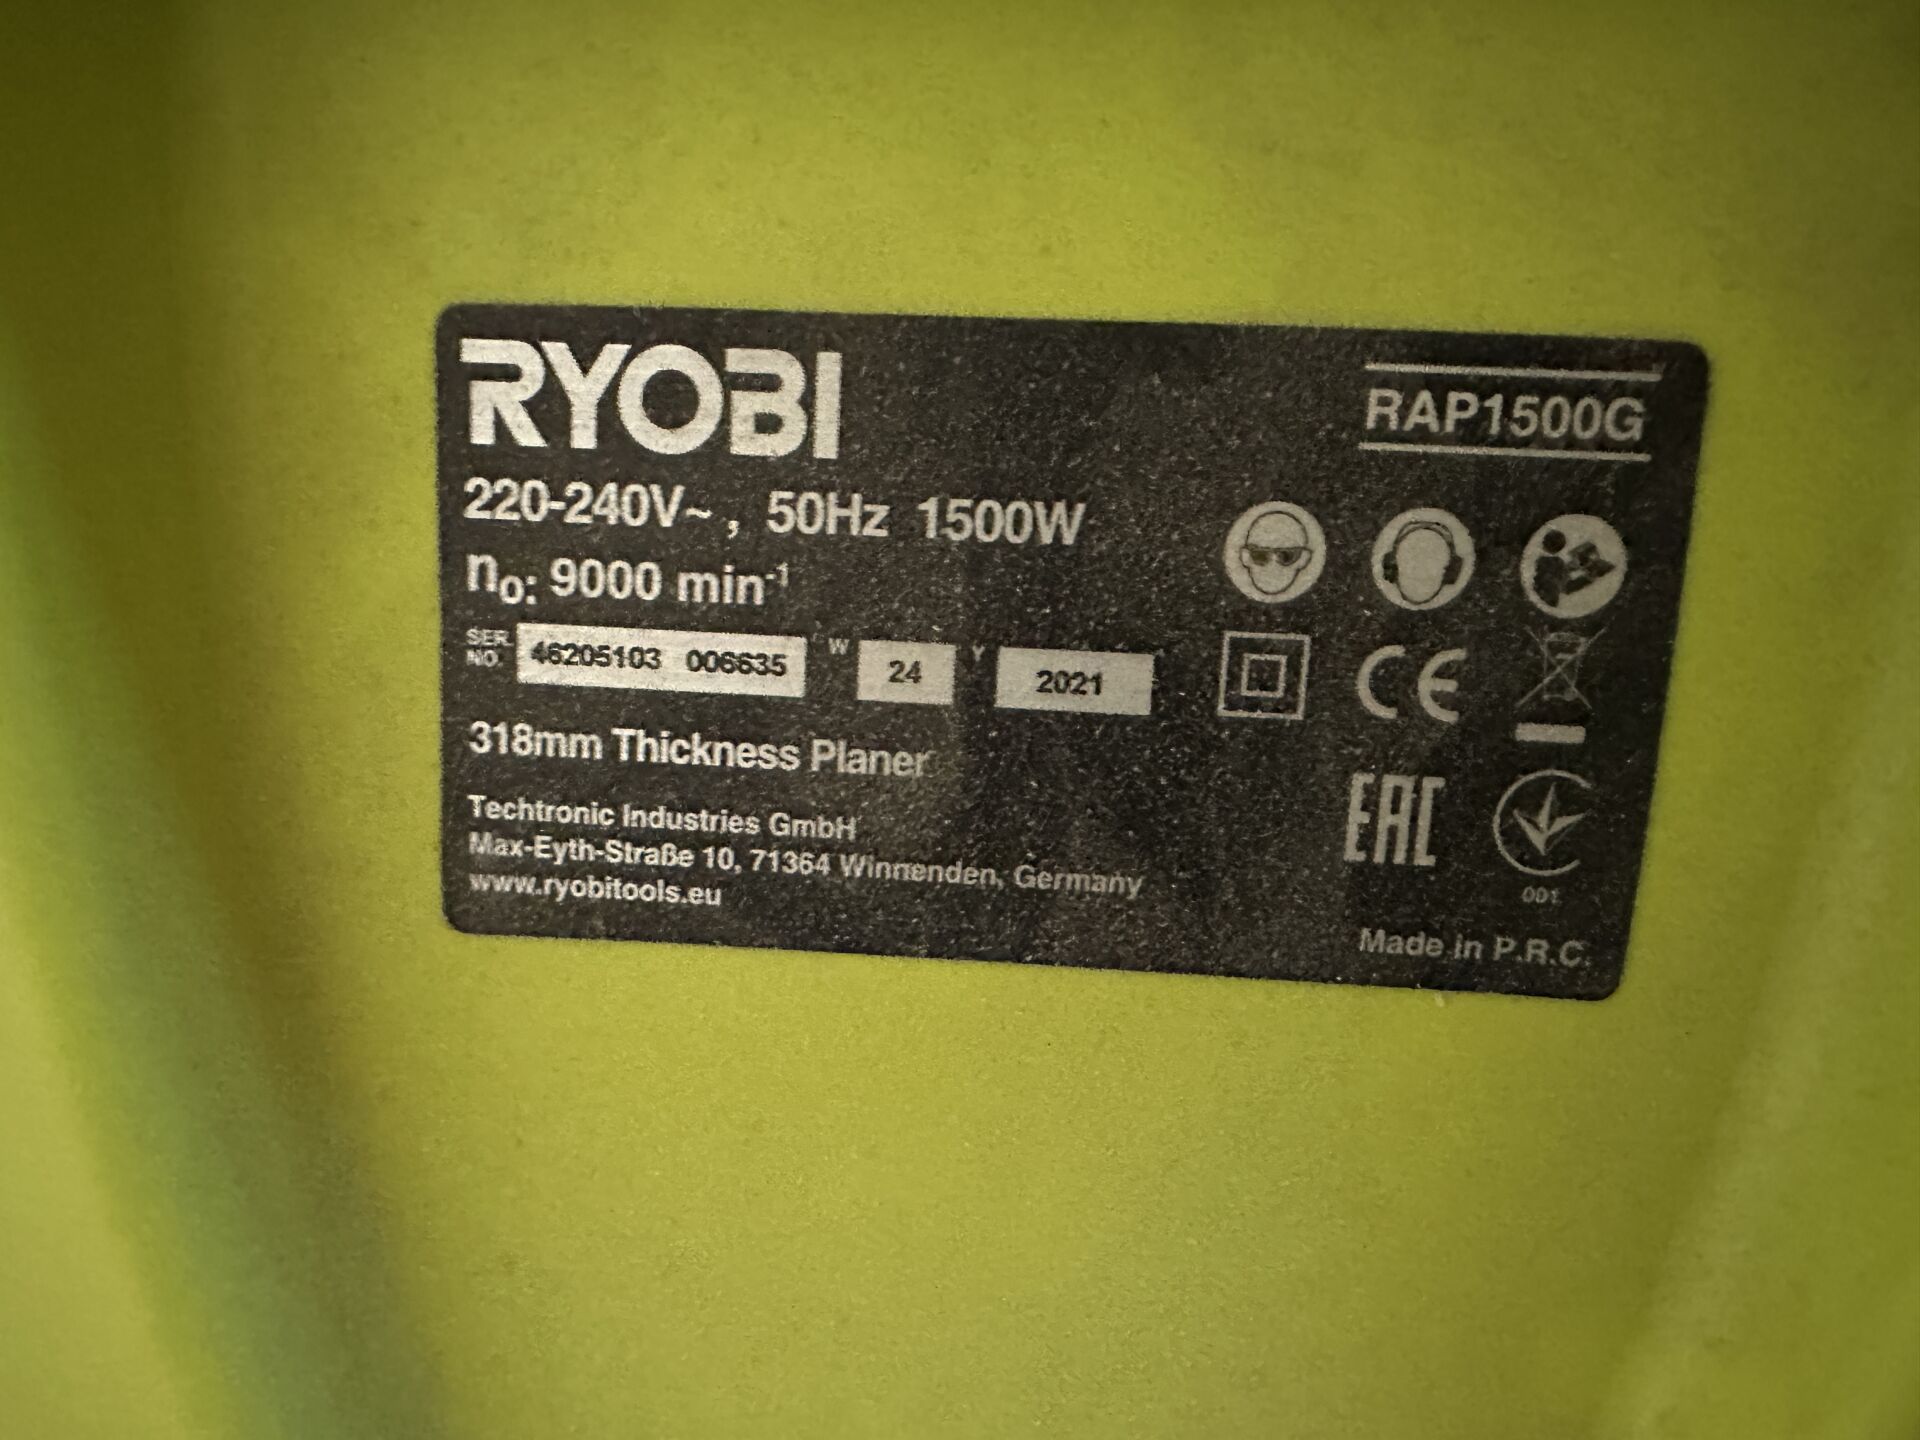 RYOBI
RAP1500G
220-240V~, 50Hz 1500W
n₀: 9000 min⁻¹
SER. NO. 46205103 006635 W 24 Y 2021
318mm Thickness Planer
Techtronic Industries GmbH
Max-Eyth-Straße 10, 71364 Winnenden, Germany
www.ryobitools.eu
CE
EAC
001
Made in P.R.C.